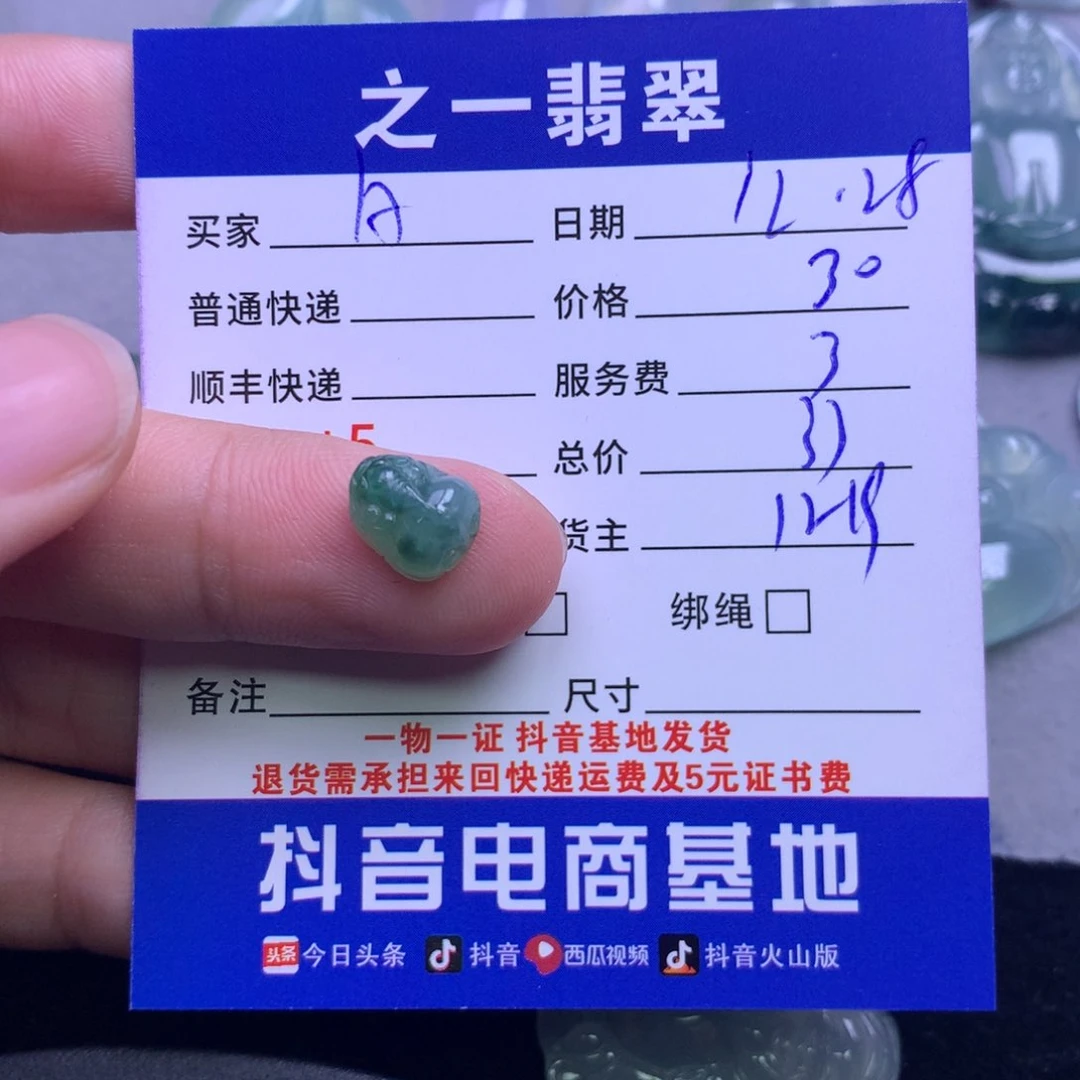 之一翡翠
买家 A 日期 12.28
普通快递 价格 30
顺丰快递 服务费 3
+5 总价
货主
绑绳
备注 尺寸
一物一证 抖音基地发货
退货需承担来回快递运费及5元证书费
抖音电商基地
头条 今日头条 抖音 西瓜视频 抖音火山版